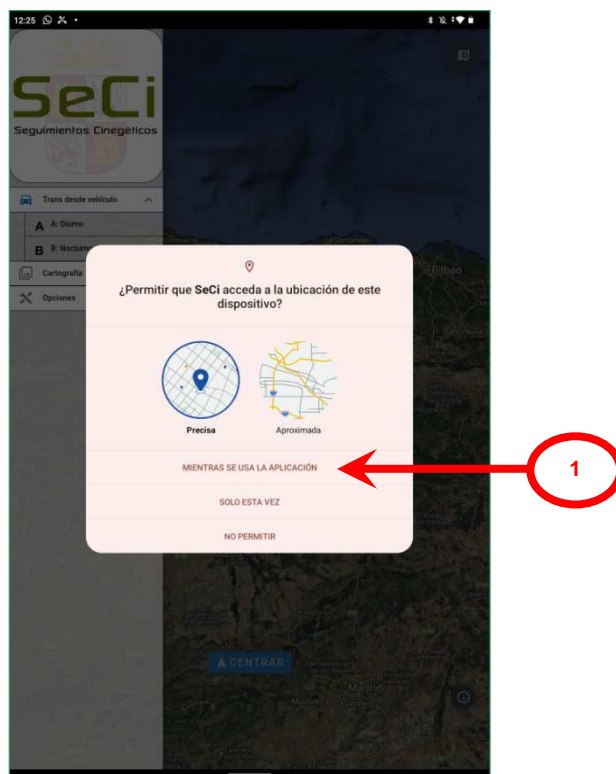 12:25
SeCi
Seguimientos Cinegéticos
Trans desde vehículo
A A: Diurno
B B: Nocturn
Cartografía
Opciones
Bilbao
¿Permitir que SeCi acceda a la ubicación de este
dispositivo?
Precisa
Aproximada
MIENTRAS SE USA LA APLICACIÓN
1
SOLO ESTA VEZ
NO PERMITIR
CENTRAR
Madrid